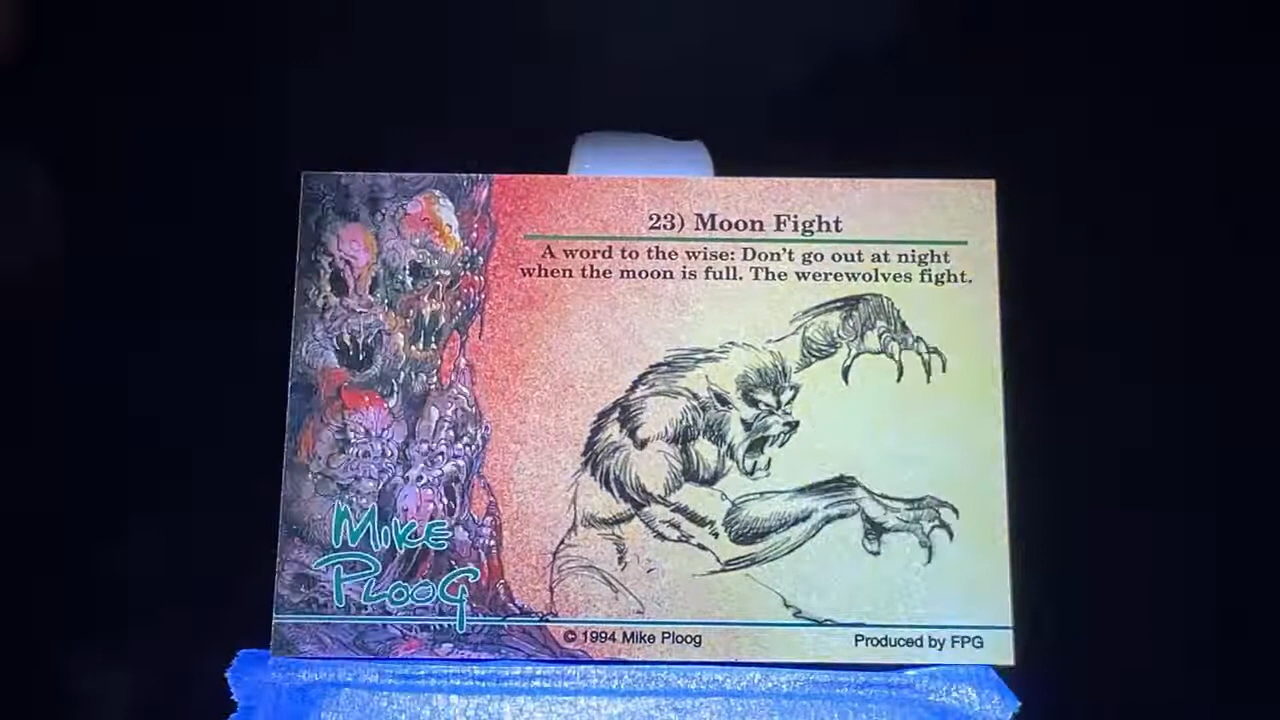 23) Moon Fight
A word to the wise: Don't go out at night
when the moon is full. The werewolves fight.
MIKE
PLOOG
© 1994 Mike Ploog
Produced by FPG